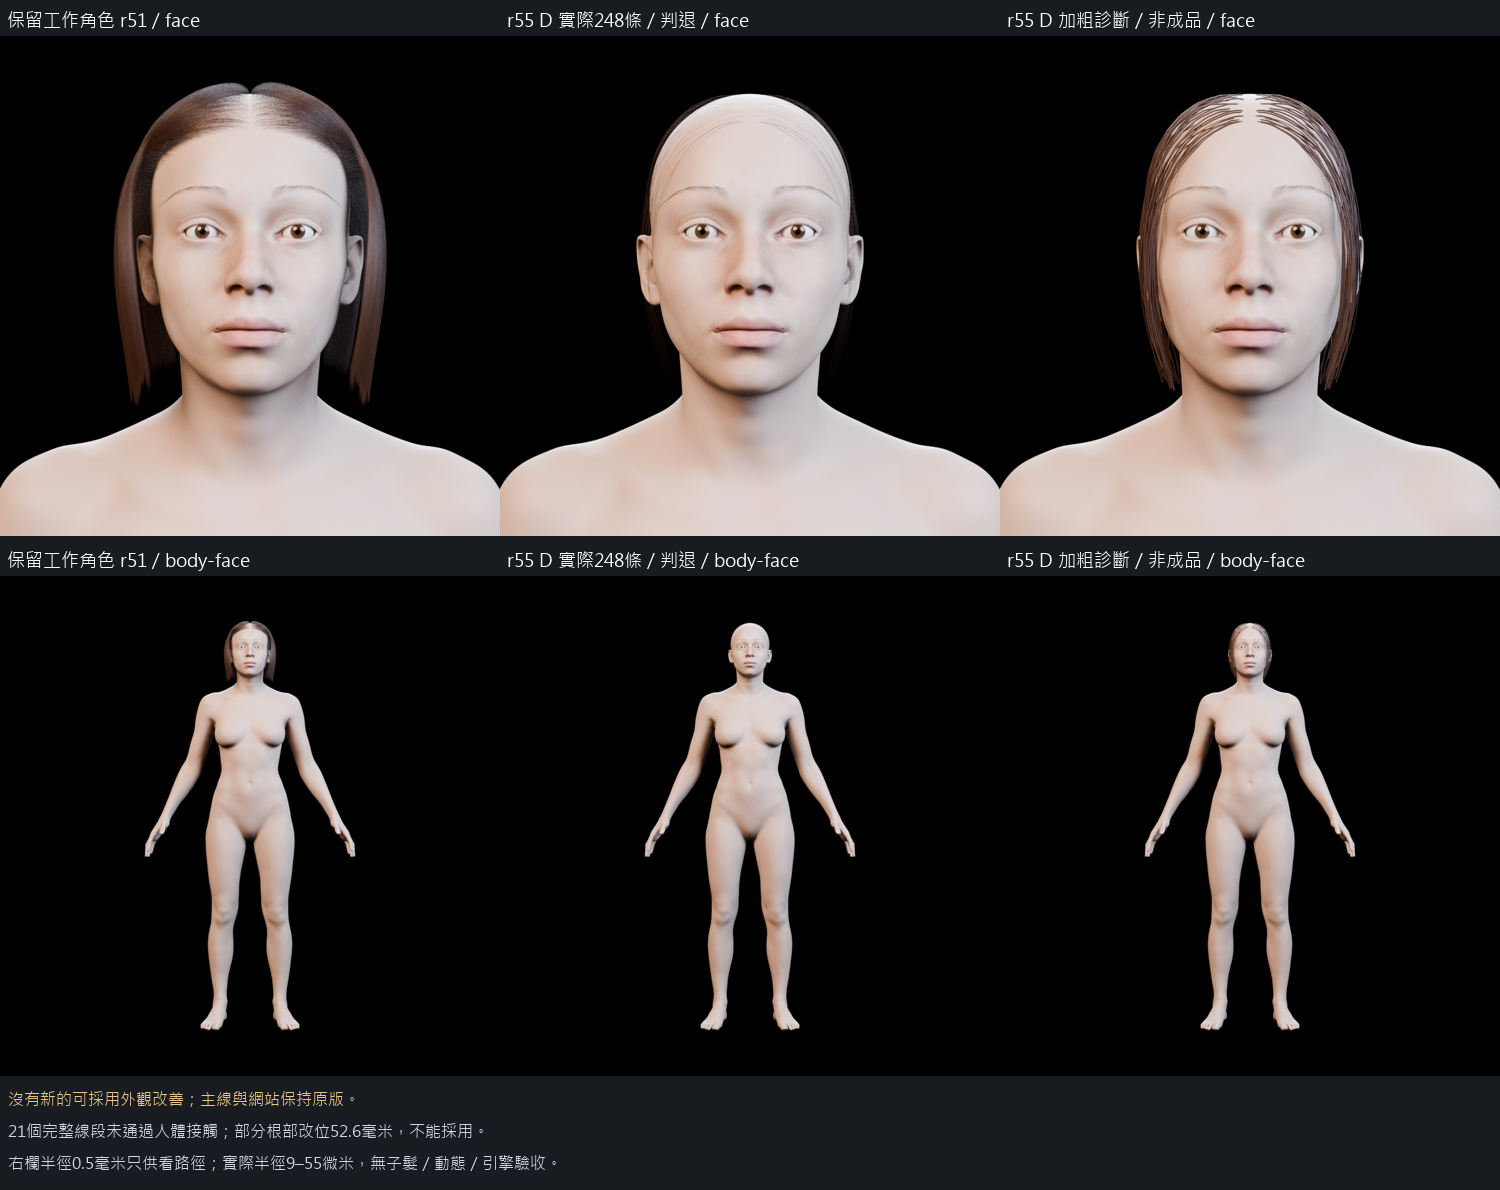 保留工作角色 r51 / face
r55 D 實際248條 / 判退 / face
r55 D 加粗診斷 / 非成品 / face
保留工作角色 r51 / body-face
r55 D 實際248條 / 判退 / body-face
r55 D 加粗診斷 / 非成品 / body-face
沒有新的可採用外觀改善；主線與網站保持原版。
21個完整線段未通過人體接觸；部分根部改位52.6毫米，不能採用。
右欄半徑0.5毫米只供看路徑；實際半徑9–55微米，無子髮 / 動態 / 引擎驗收。